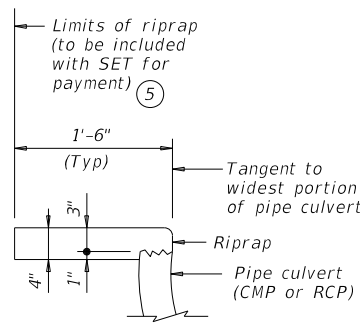 Limits of riprap
(to be included
with SET for
payment) 5
1'-6"
(Typ)
Tangent to
widest portion
of pipe culvert
3"
Riprap
4"
1"
Pipe culvert
(CMP or RCP)